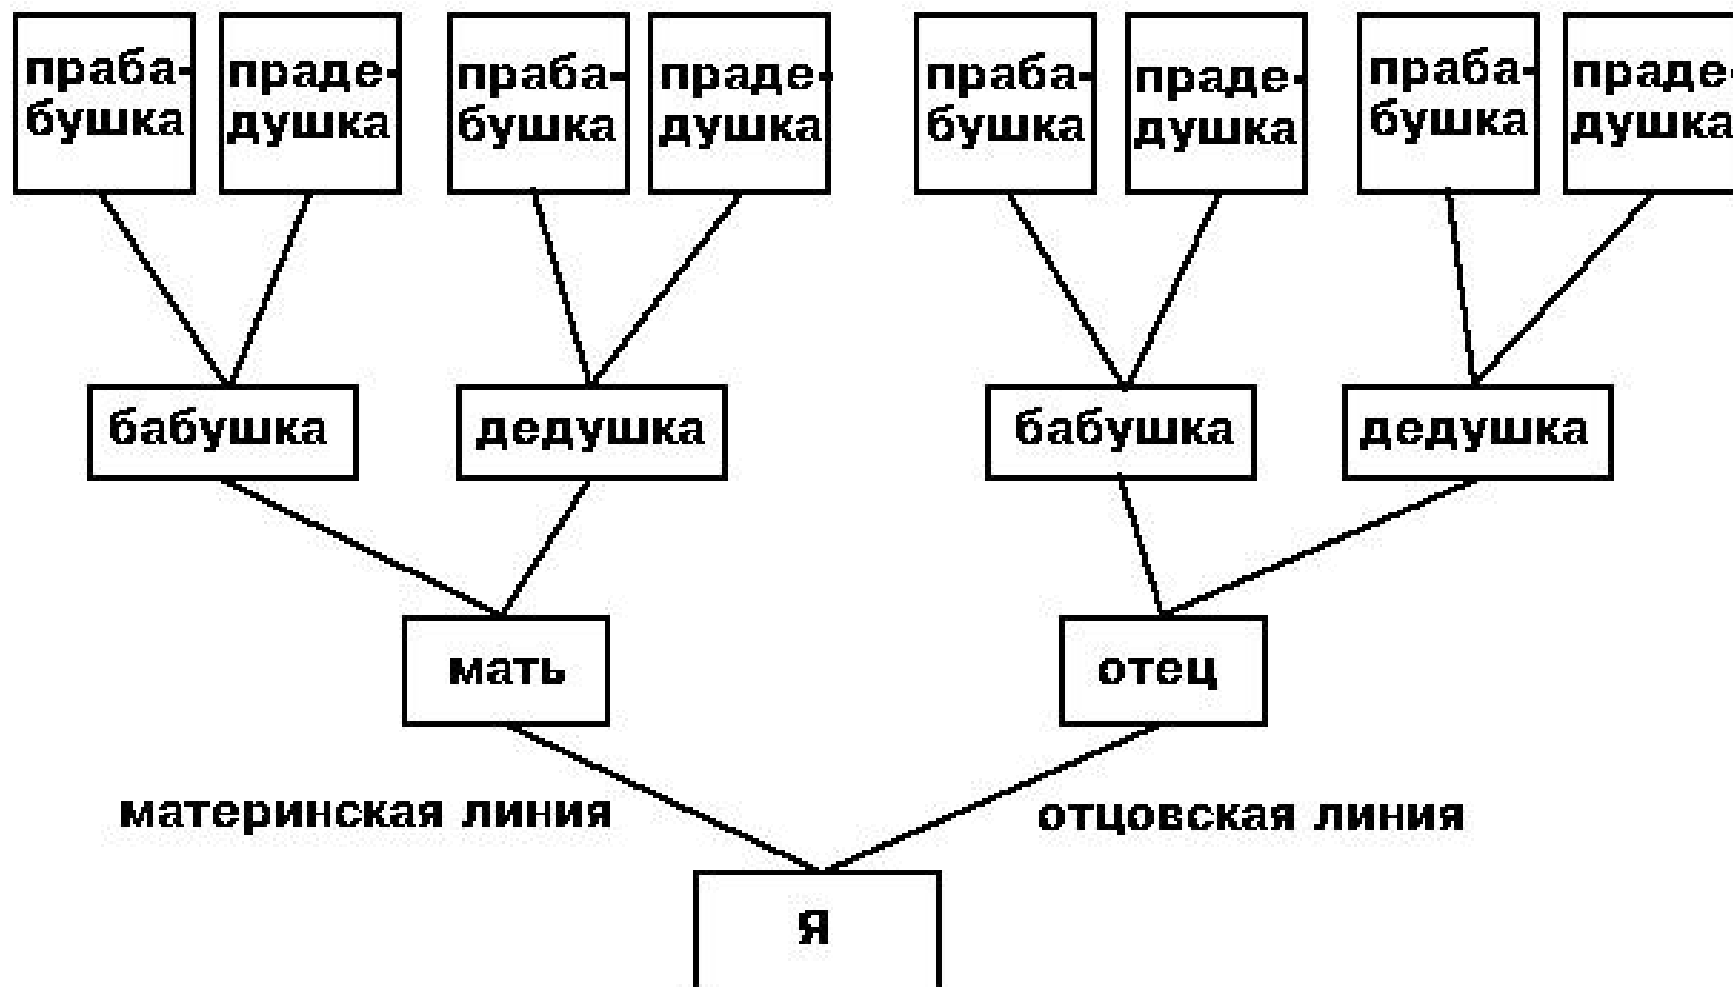 праба-
бушка
праде-
душка
праба-
бушка
праде-
душка
праба-
бушка
праде-
душка
праба-
бушка
праде-
душка
бабушка
дедушка
бабушка
дедушка
мать
отец
материнская линия
отцовская линия
Я